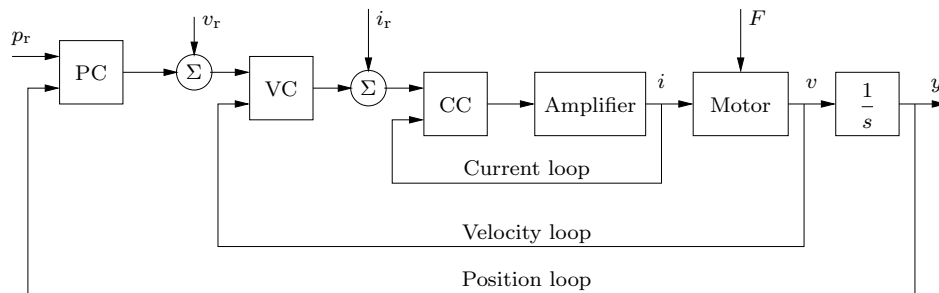 p_r
v_r
i_r
F
PC
Σ
VC
Σ
CC
Amplifier
i
Motor
v
1
s
y
Current loop
Velocity loop
Position loop